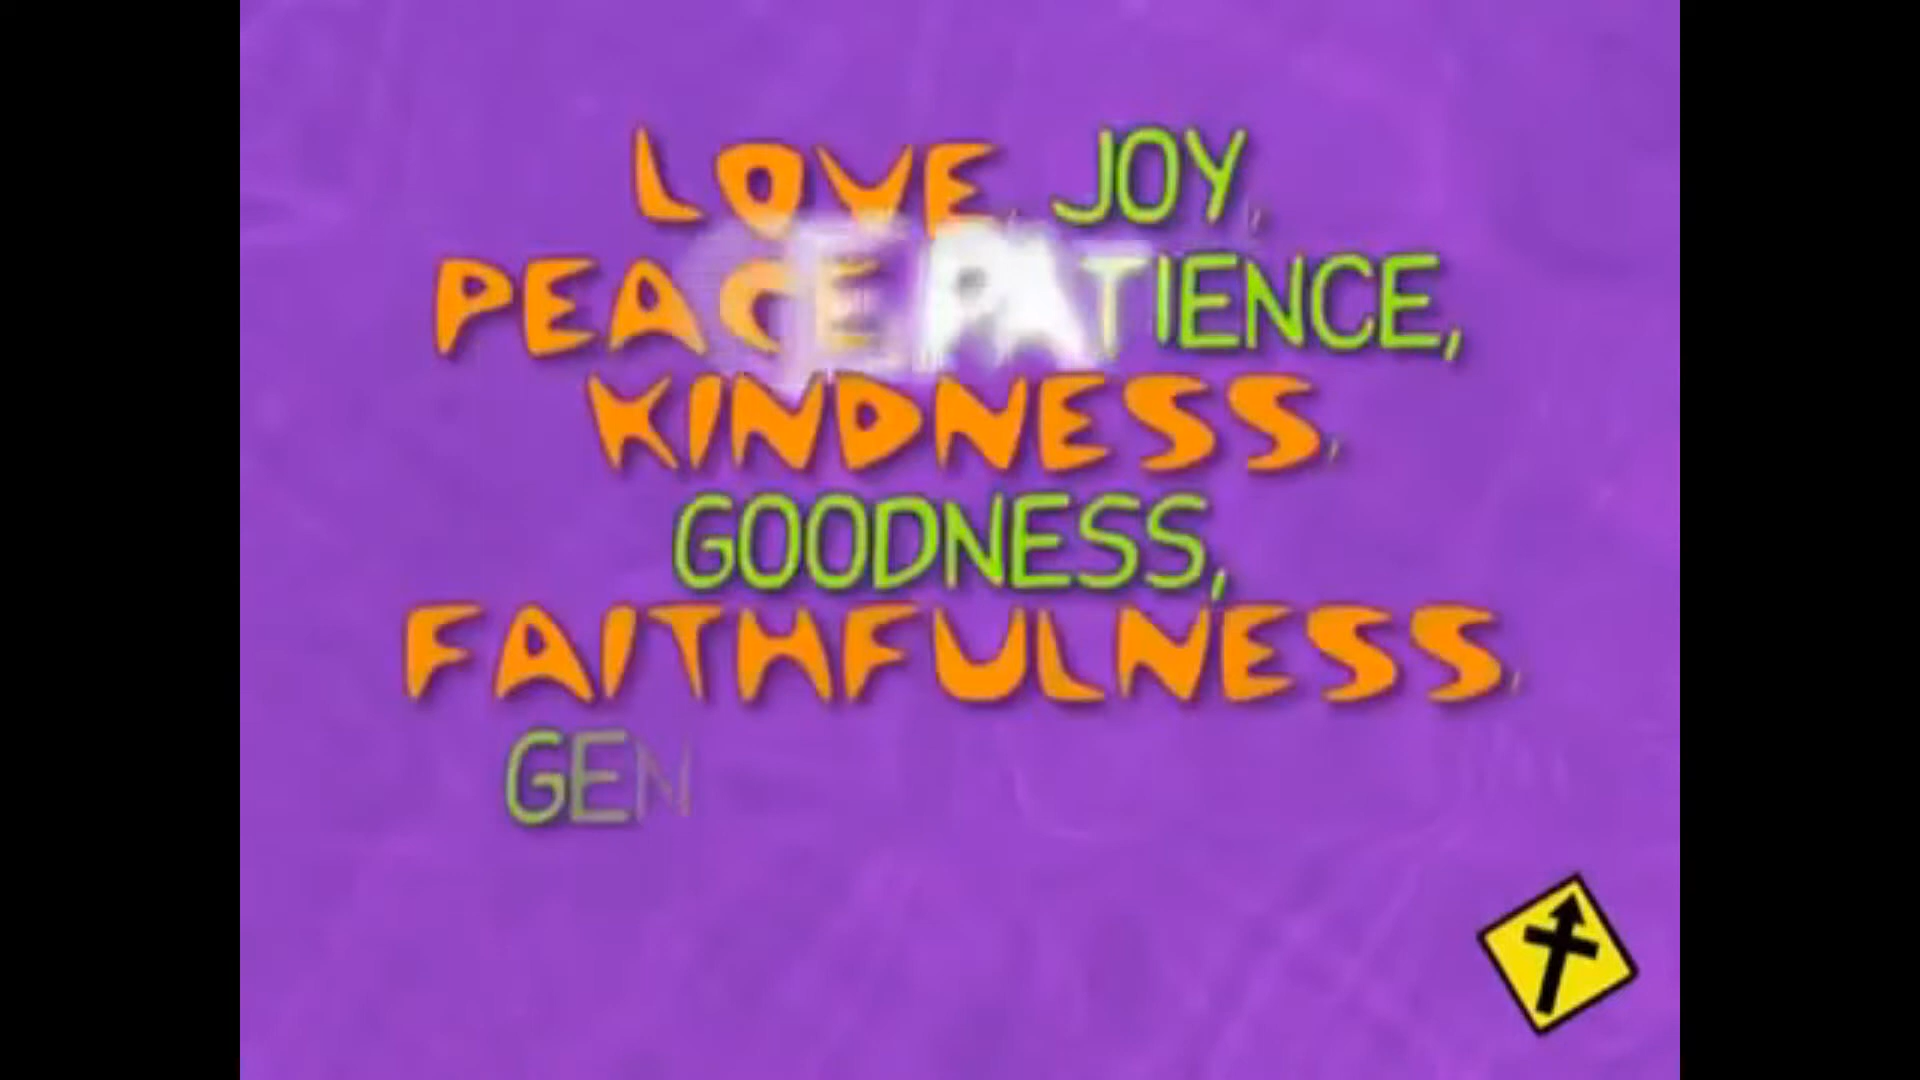 LOVE, JOY,
PEACE, PATIENCE,
KINDNESS,
GOODNESS,
FAITHFULNESS,
GEN